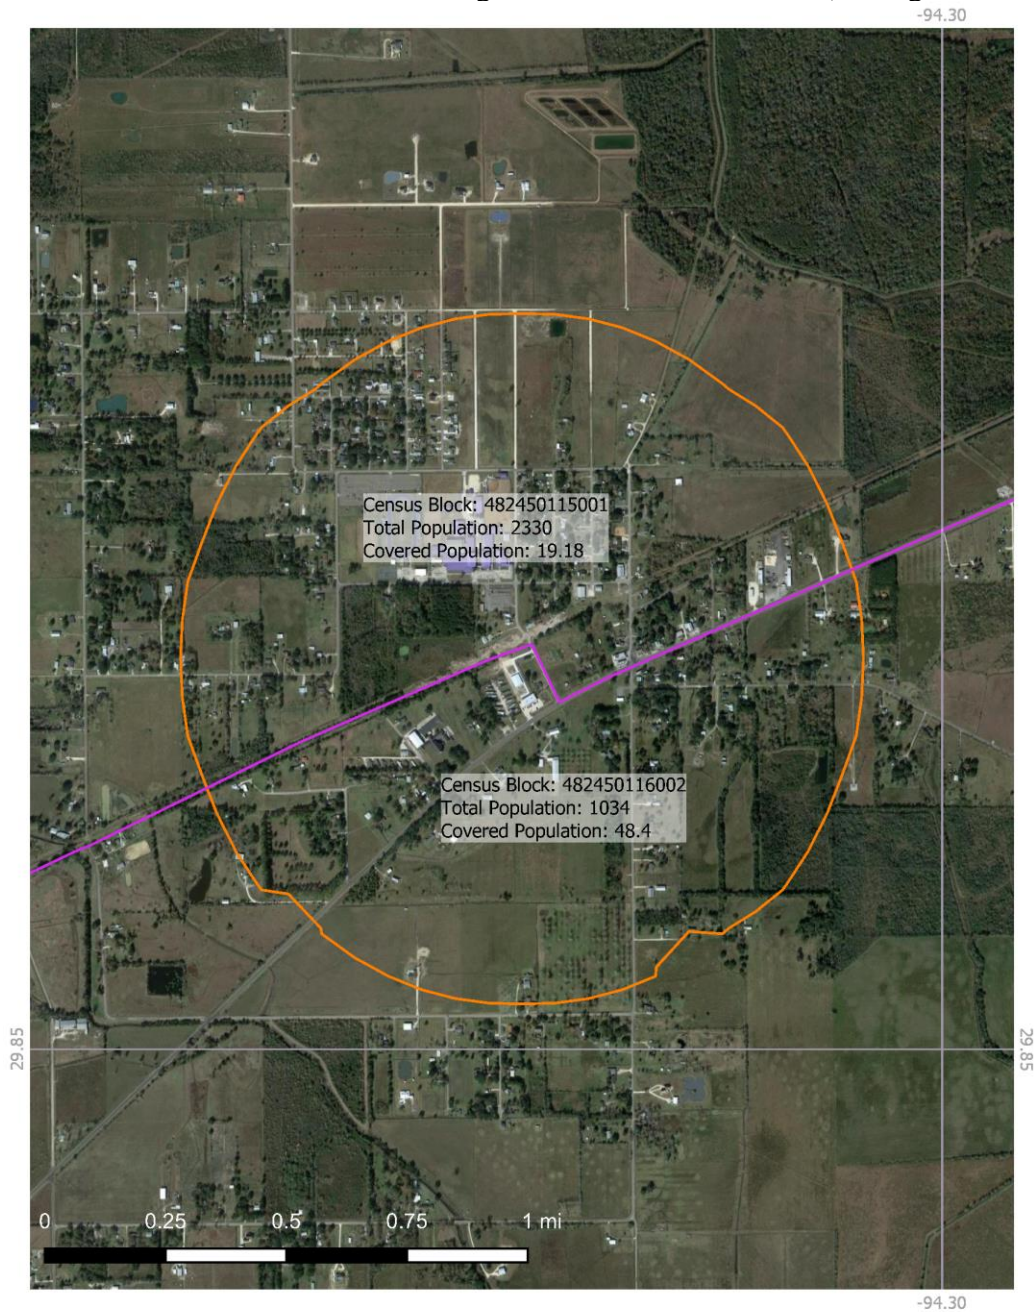 -94.30
Census Block: 482450115001
Total Population: 2330
Covered Population: 19.18
Census Block: 482450116002
Total Population: 1034
Covered Population: 48.4
29.85
29.85
0 0.25 0.5 0.75 1 mi
-94.30